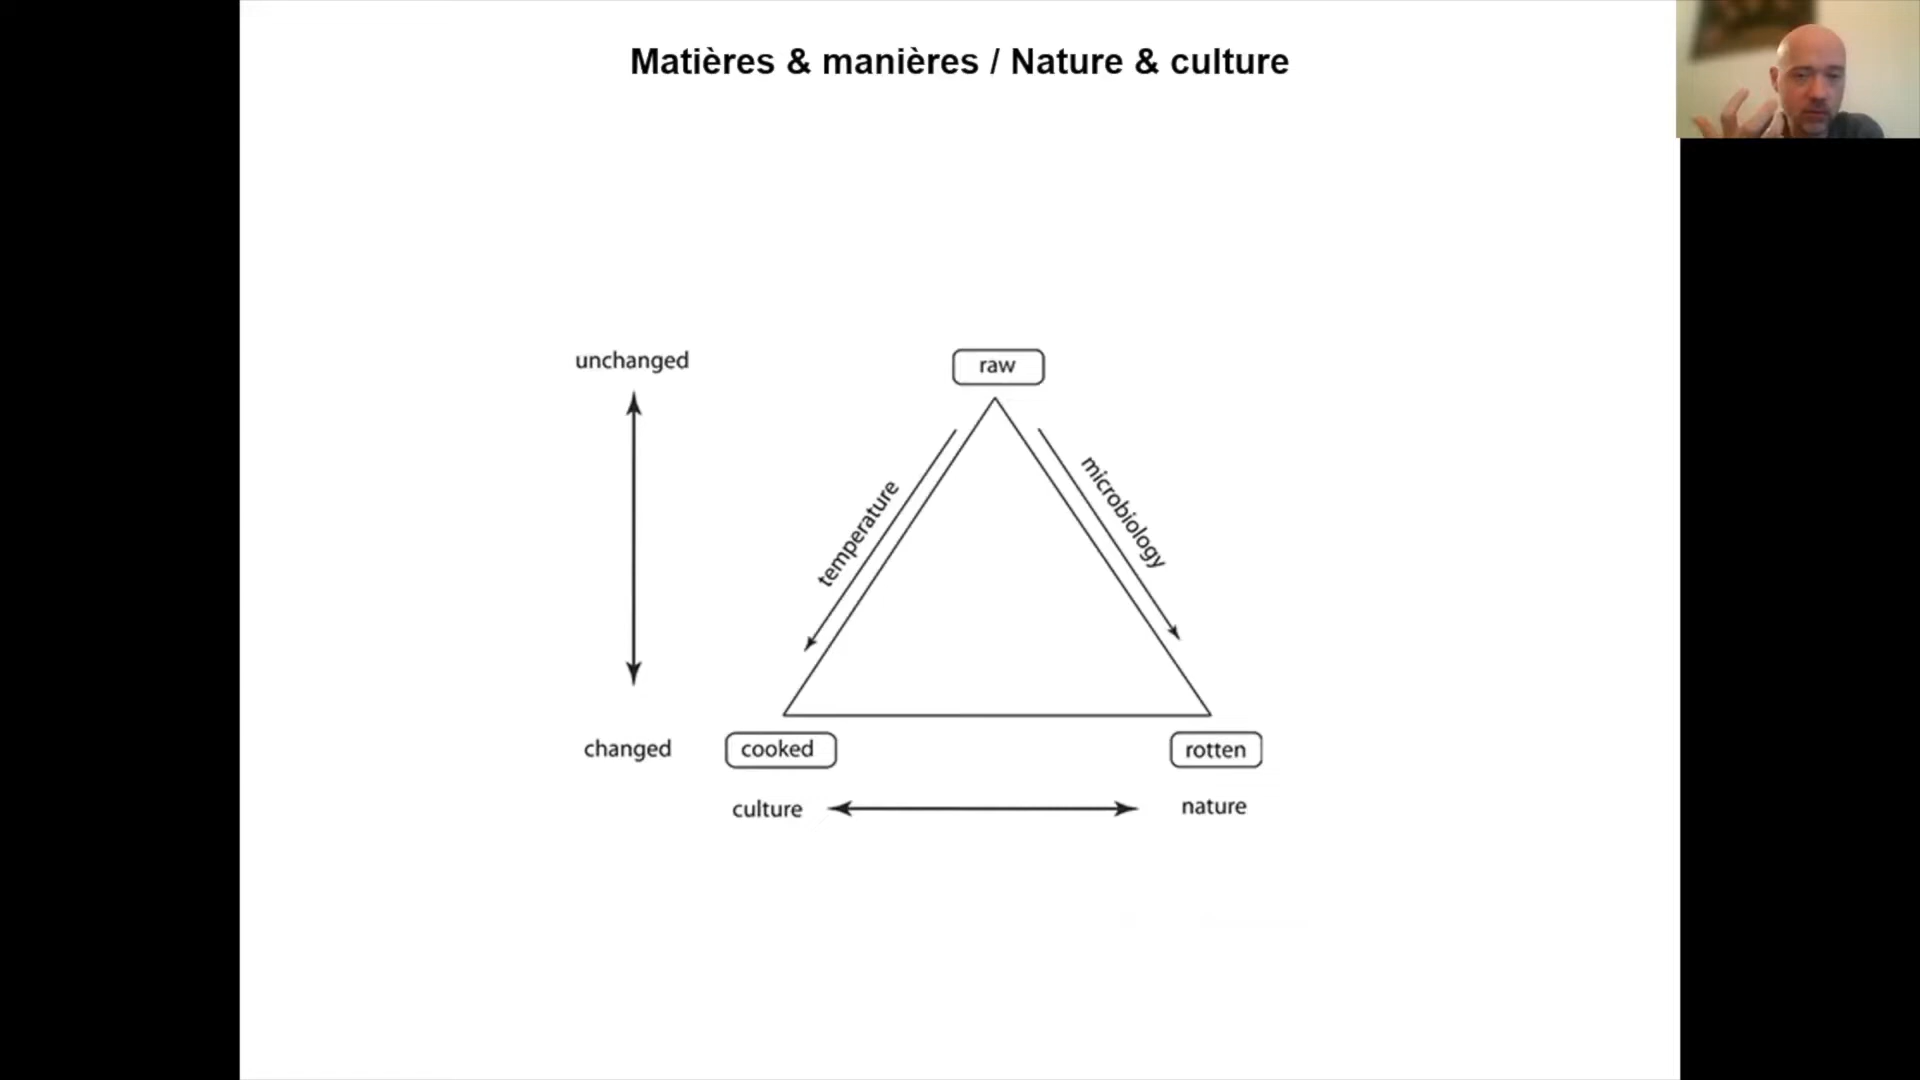 Matières & manières / Nature & culture
unchanged
raw
temperature
microbiology
changed
cooked
rotten
culture
nature